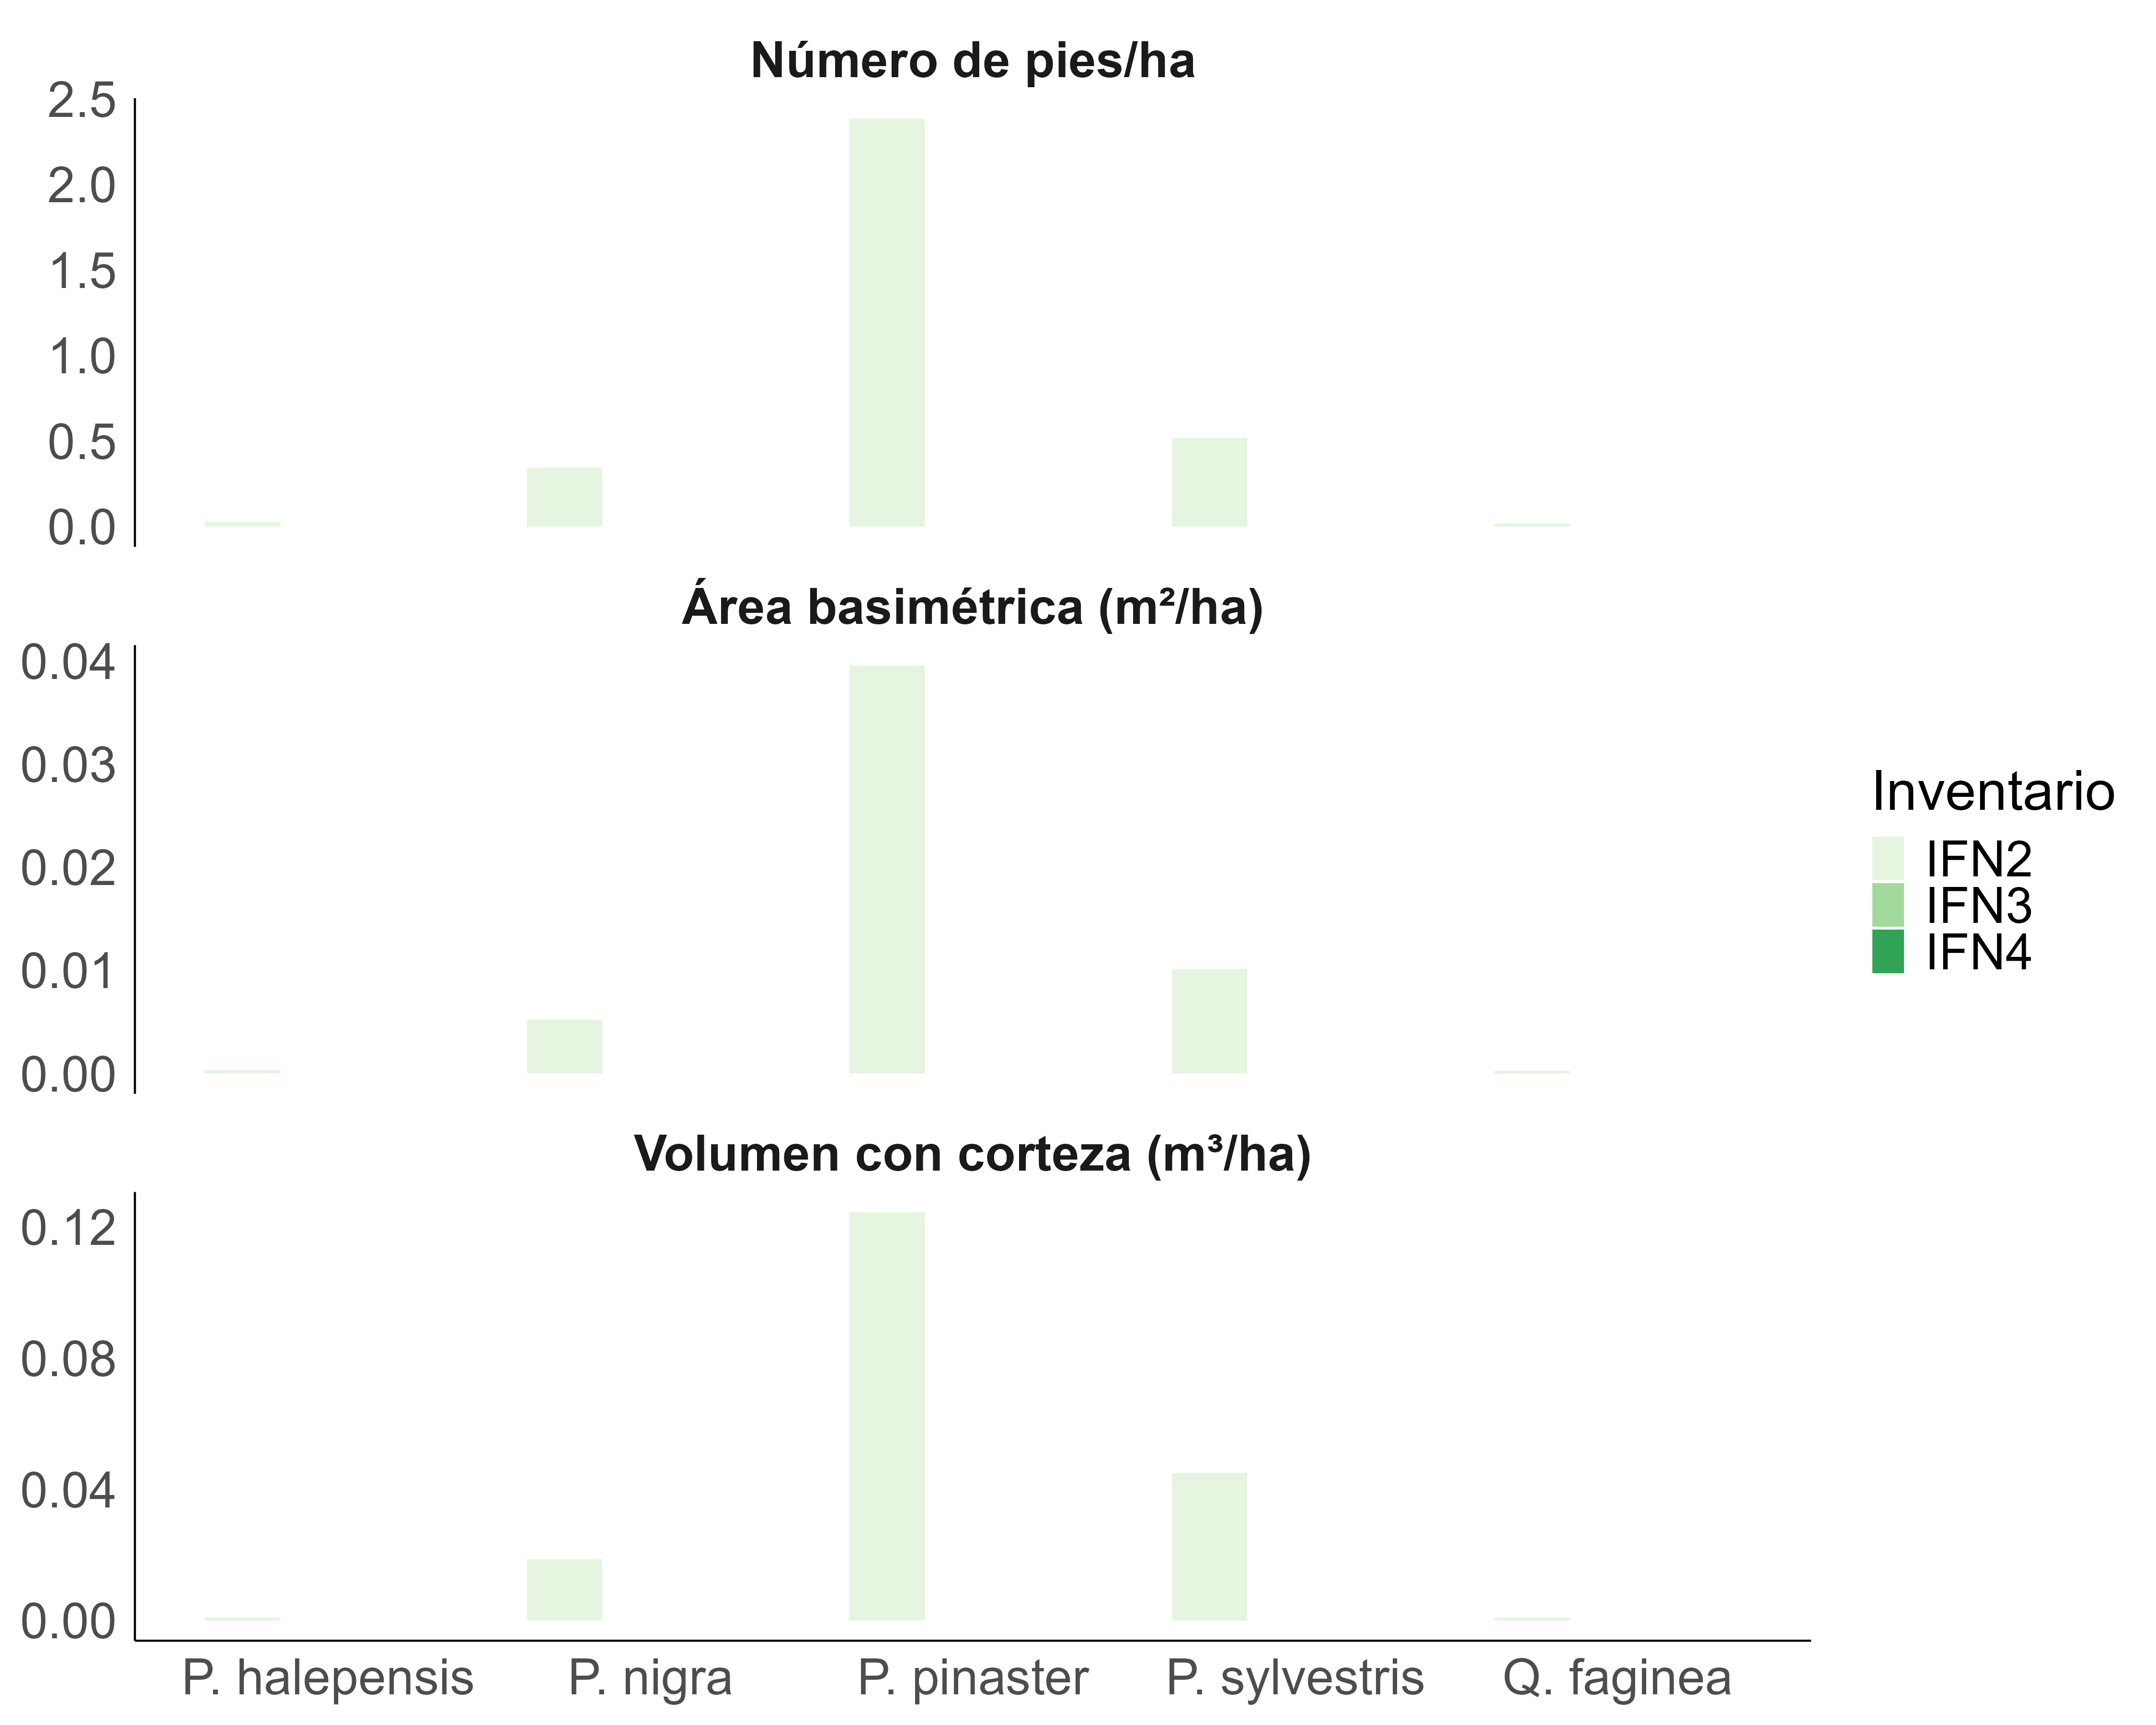 Número de pies/ha
2.5
2.0
1.5
1.0
0.5
0.0
Área basimétrica (m²/ha)
0.04
0.03
0.02
0.01
0.00
Volumen con corteza (m³/ha)
0.12
0.08
0.04
0.00
P. halepensis P. nigra P. pinaster P. sylvestris Q. faginea
Inventario
IFN2
IFN3
IFN4